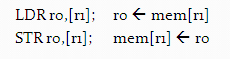 LDR r0,[r1];    r0 ← mem[r1]
STR r0,[r1];    mem[r1] ← r0